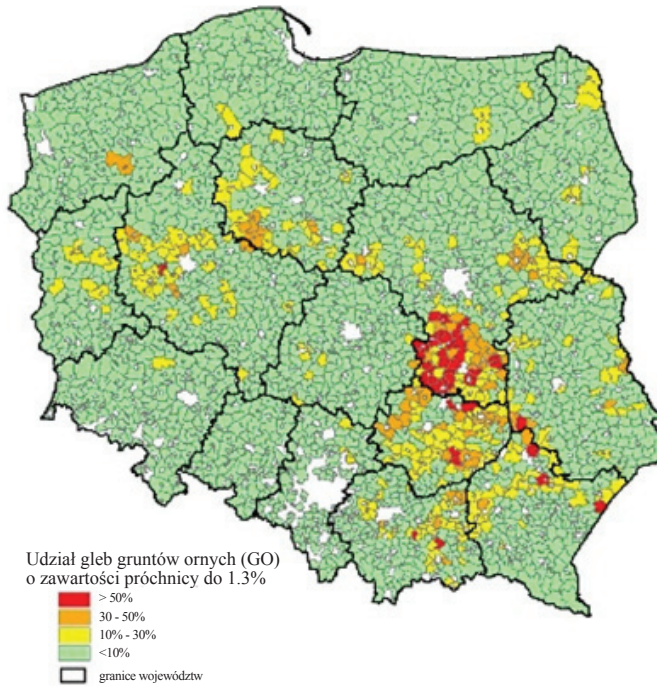 Udział gleb gruntów ornych (GO)
o zawartości próchnicy do 1.3%
> 50%
30 - 50%
10% - 30%
<10%
granice województw